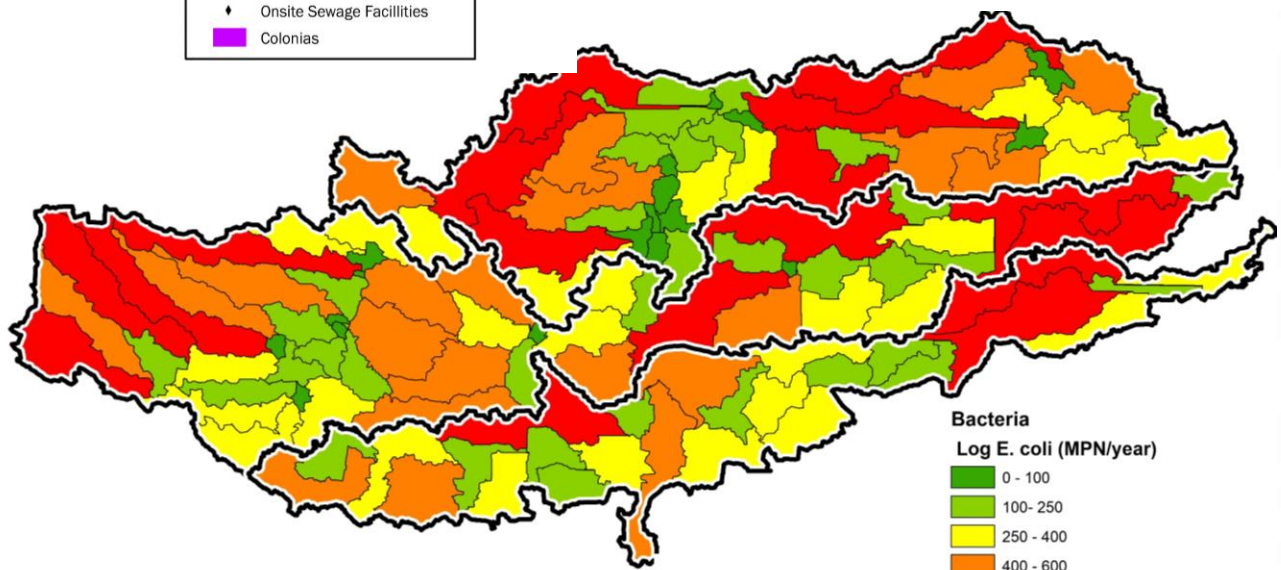 Onsite Sewage Facillities
Colonias
Bacteria
Log E. coli (MPN/year)
0 - 100
100- 250
250 - 400
400 - 600